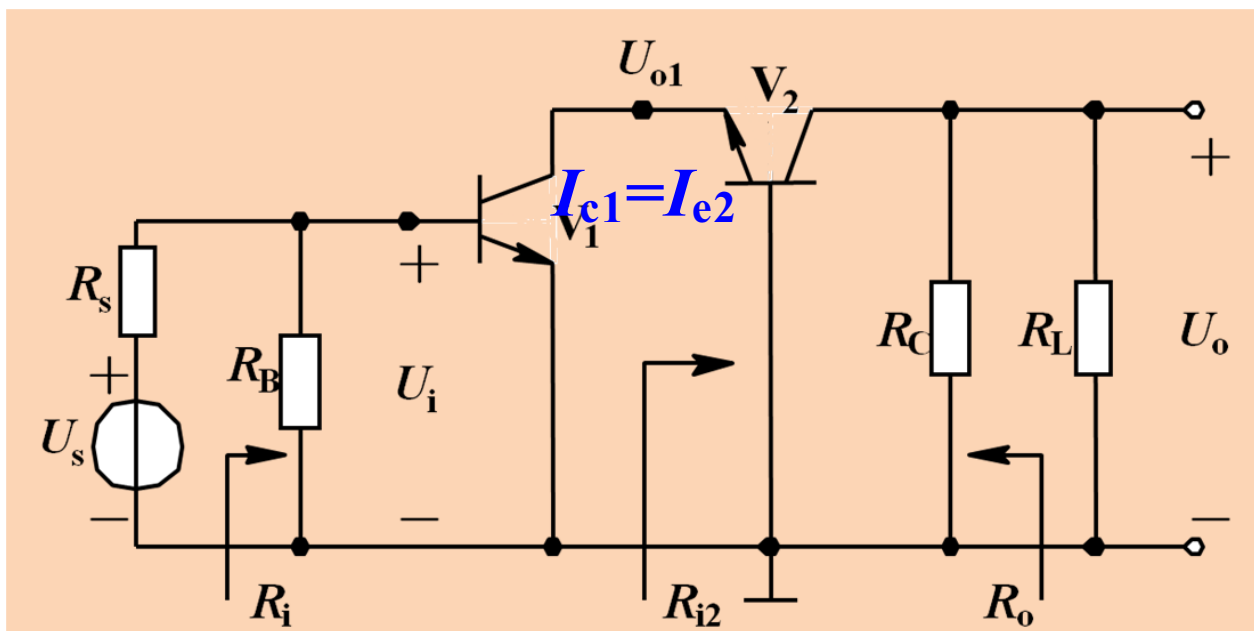 Uo1
V2
Ic1=Ie2
V1
+
Rs
RB
+
Ui
Us
−
−
RC
RL
+
Uo
−
Ri
Ri2
Ro